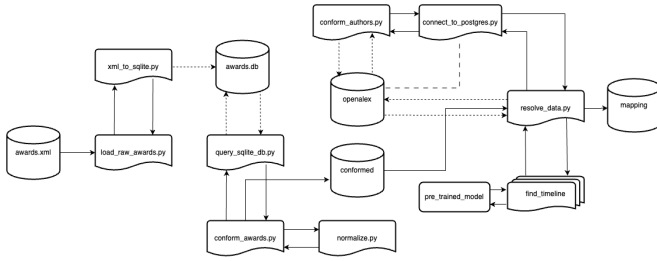 conform_authors.py
connect_to_postgres.py
xml_to_sqlite.py
awards.db
openalex
resolve_data.py
mapping
awards.xml
load_raw_awards.py
query_sqlite_db.py
conformed
pre_trained_model
find_timeline
conform_awards.py
normalize.py